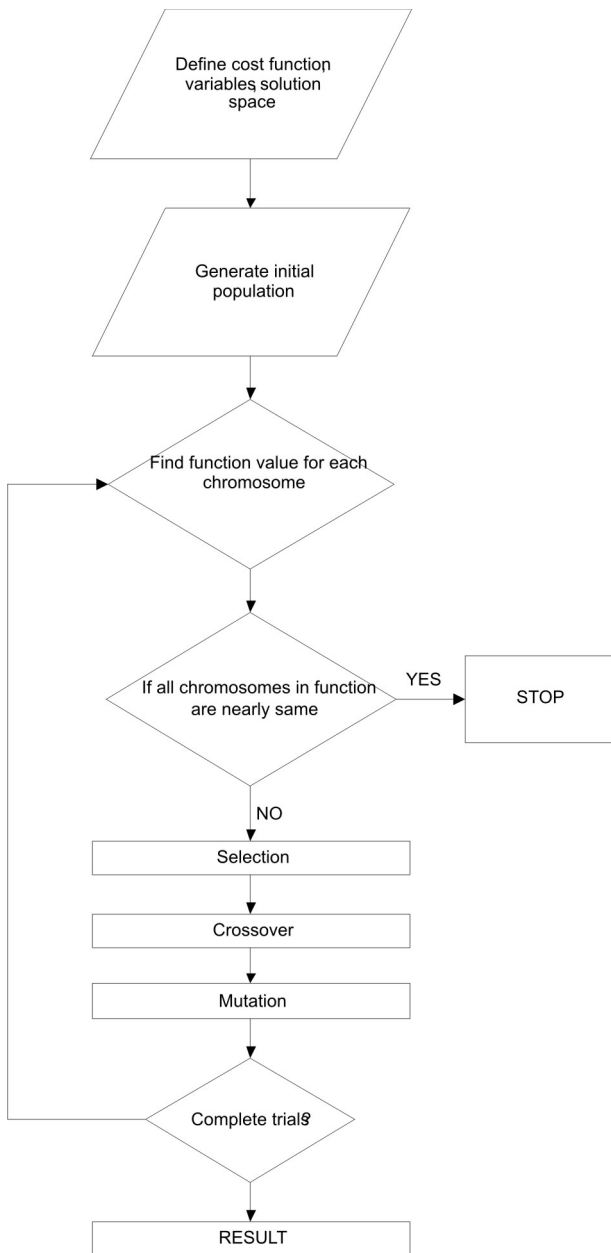 Define cost function,
variables, solution
space
Generate initial
population
Find function value for each
chromosome
If all chromosomes in function
are nearly same
YES
STOP
NO
Selection
Crossover
Mutation
Complete trials?
RESULT